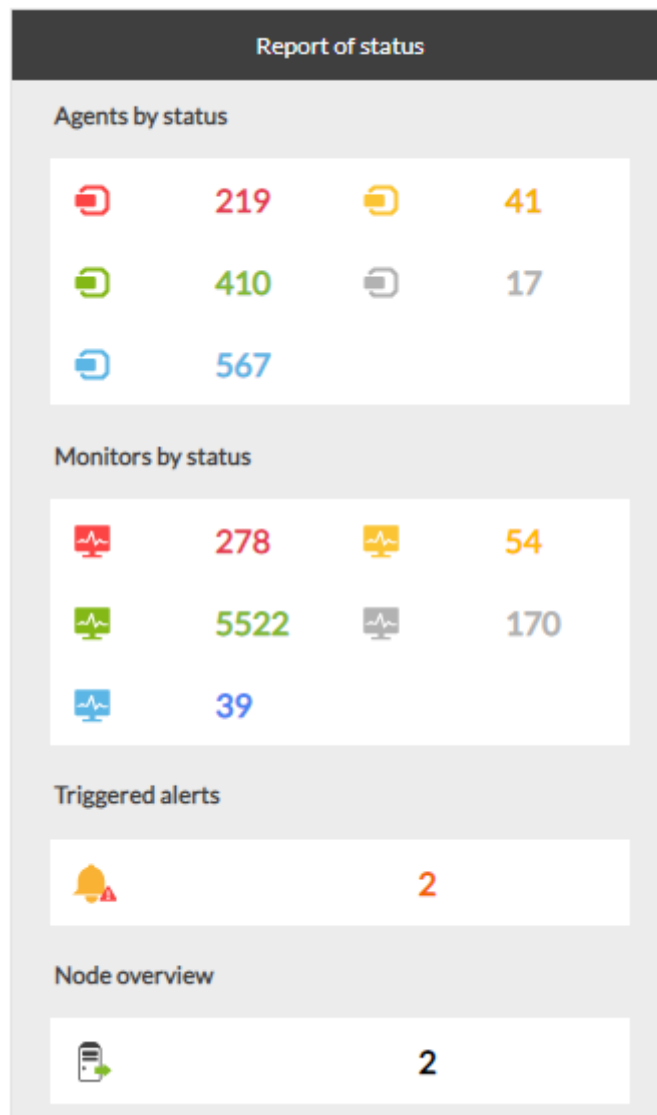 Report of status
Agents by status
219 41
410 17
567
Monitors by status
278 54
5522 170
39
Triggered alerts
2
Node overview
2